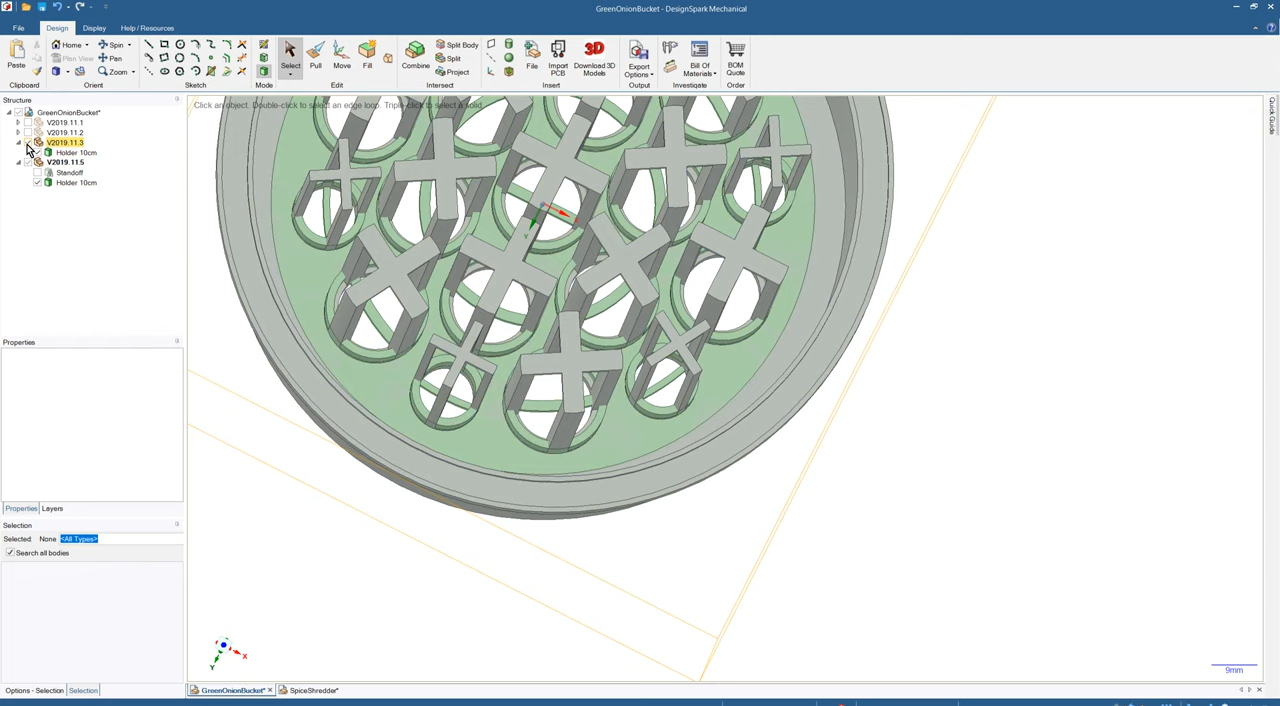 GreenOnionBucket - DesignSpark Mechanical
File
Design
Display
Help / Resources
Paste
Home
Spin
Plan View
Pan
Zoom
Select
Pull
Move
Fill
Combine
Split Body
Split
Project
File
Import PCB
Download 3D Models
Export Options
Bill Of Materials
BOM Quote
Clipboard
Orient
Sketch
Mode
Edit
Intersect
Insert
Output
Investigate
Order
Structure
Click an object. Double-click to select an edge loop. Triple-click to select a solid.
GreenOnionBucket*
V2019.11.1
V2019.11.2
V2019.11.3
Holder 10cm
V2019.11.5
Standoff
Holder 10cm
Quick Guide
Properties
Properties Layers
Selection
Selected: None <All Types>
Search all bodies
X
Y
Y
9mm
Options - Selection Selection
GreenOnionBucket*
SpiceShredder*